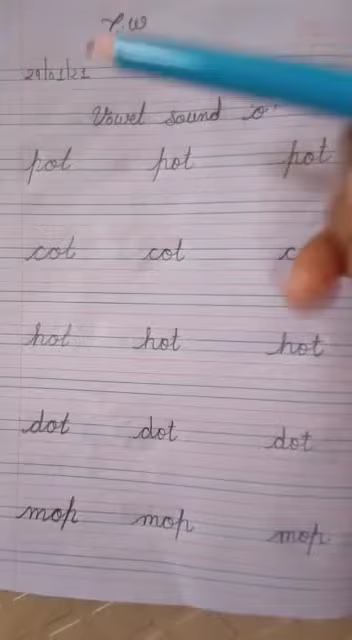 H.W
29/01/21
Vowel sound "o"
pot pot pot
cot cot
hot hot hot
dot dot dot
mop mop mop